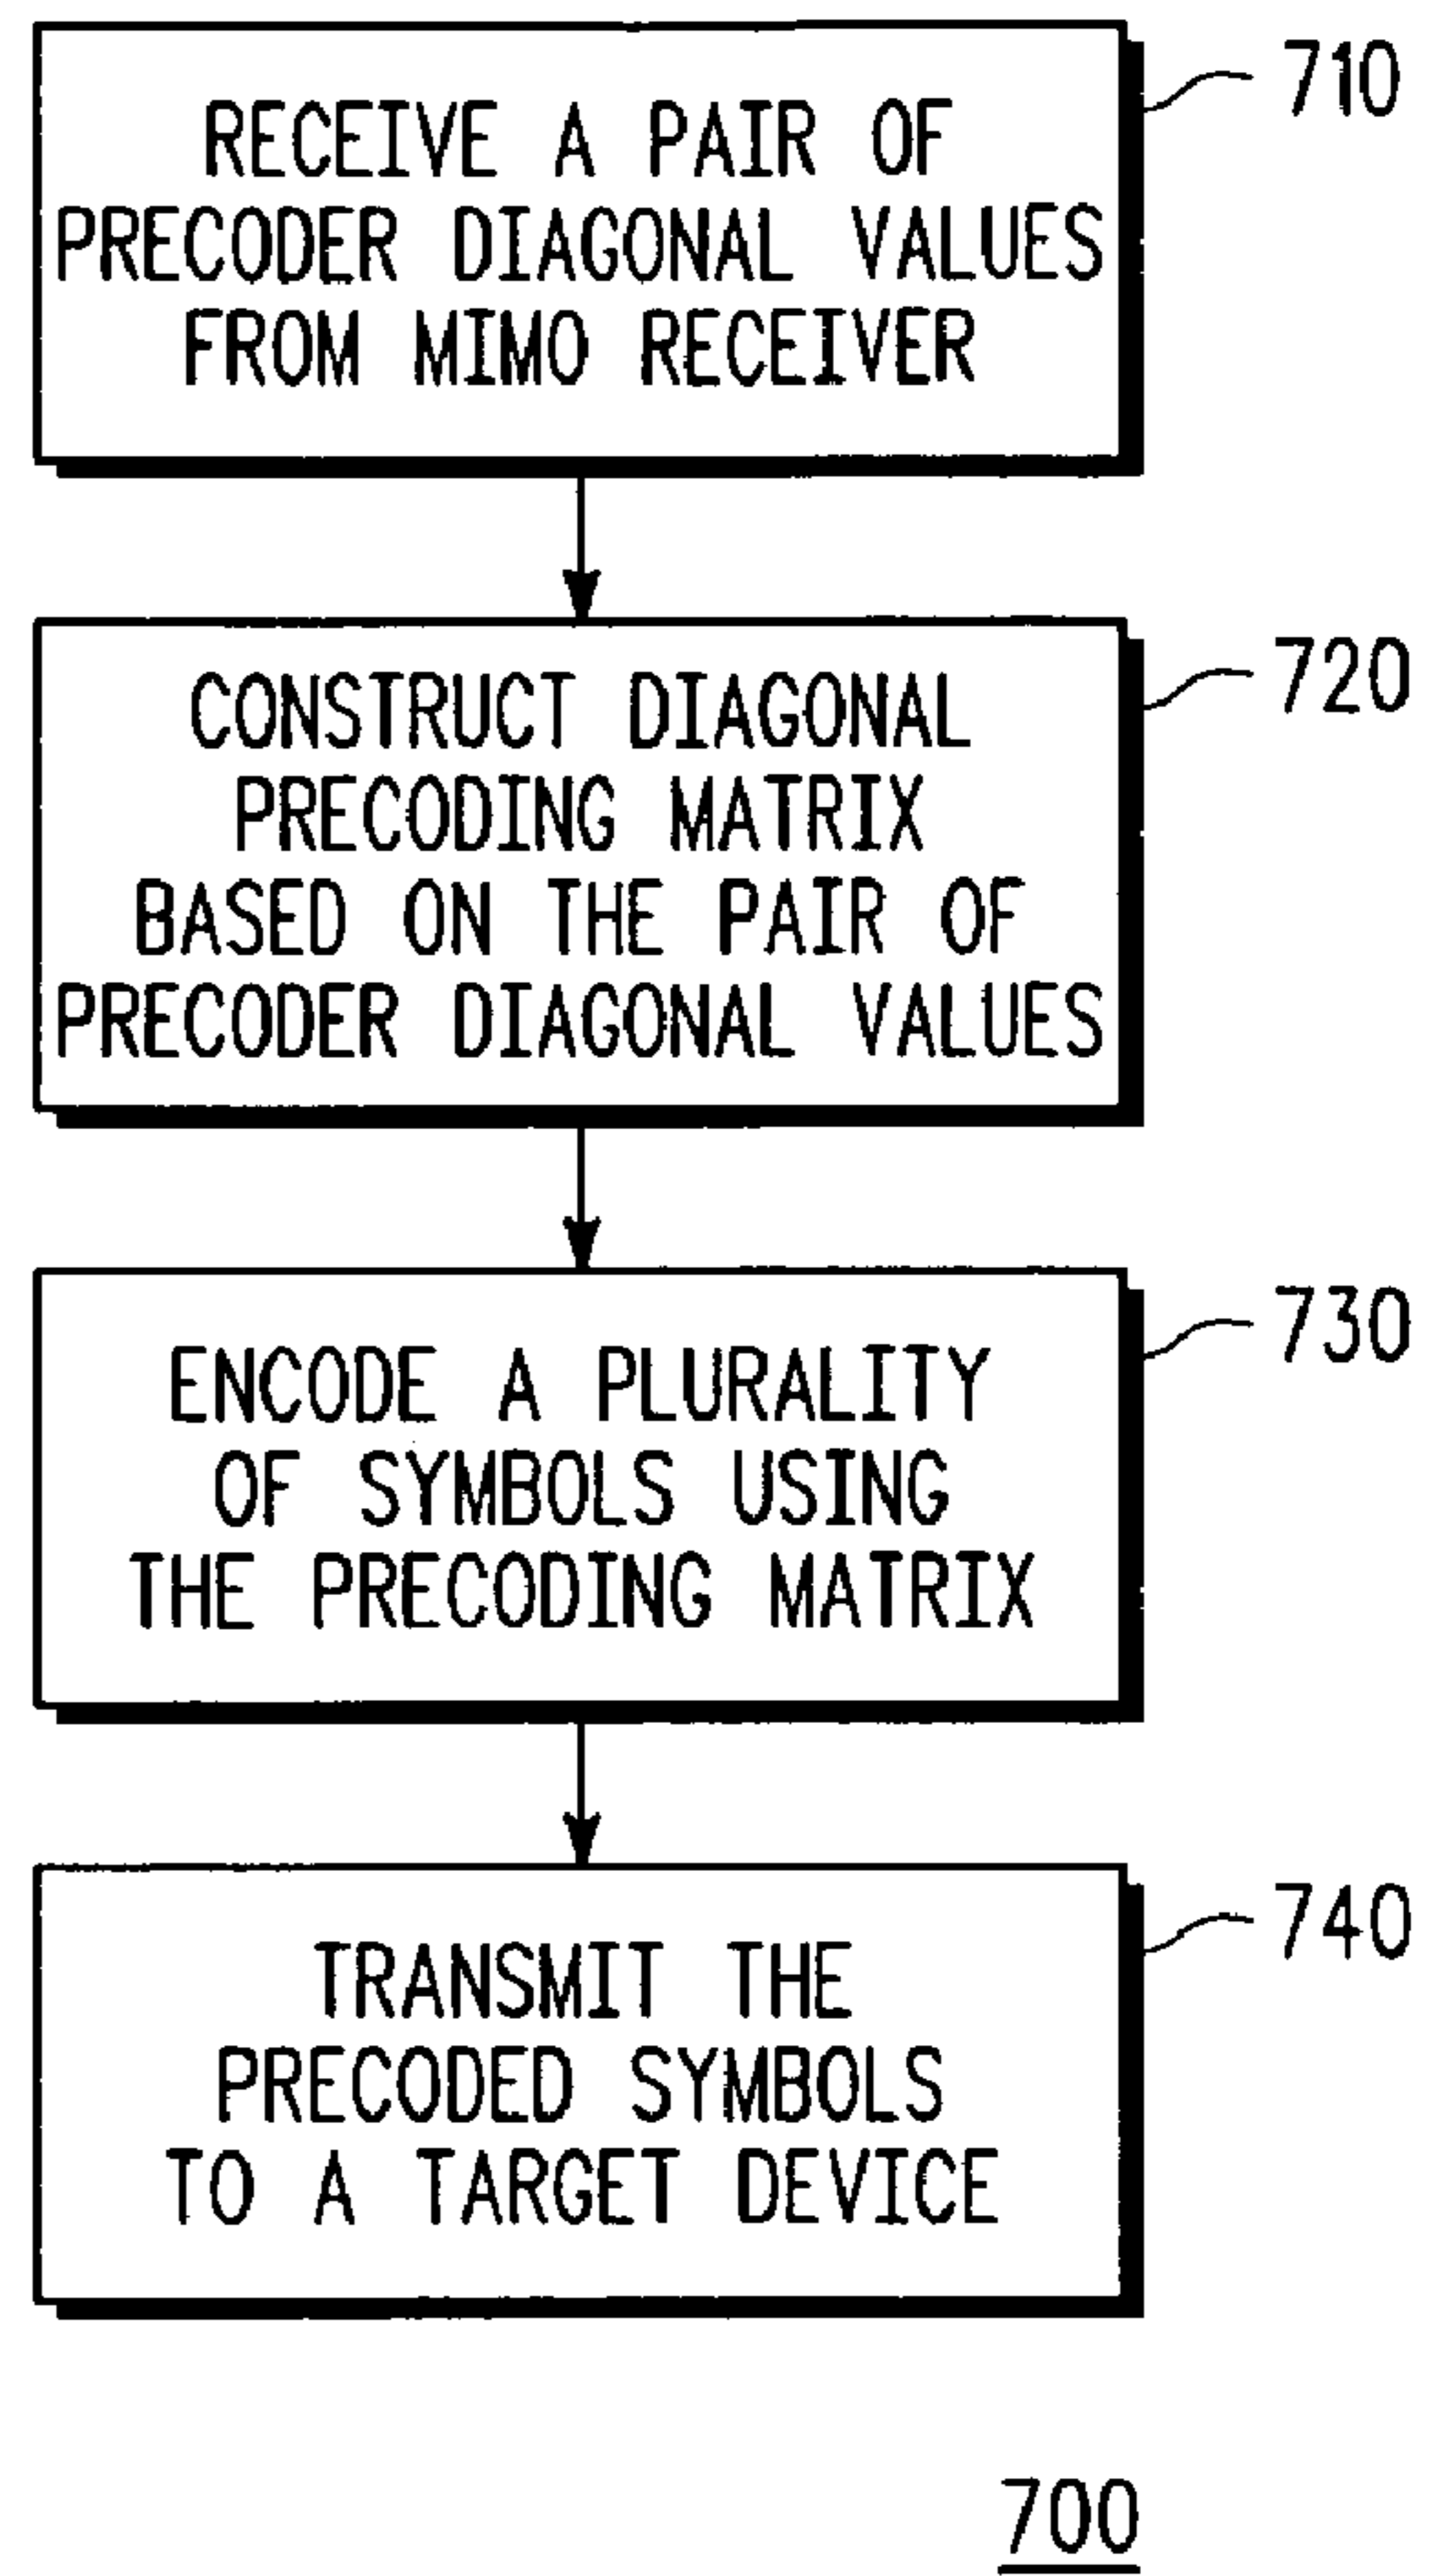 RECEIVE A PAIR OF
PRECODER DIAGONAL VALUES
FROM MIMO RECEIVER
710
CONSTRUCT DIAGONAL
PRECODING MATRIX
BASED ON THE PAIR OF
PRECODER DIAGONAL VALUES
720
ENCODE A PLURALITY
OF SYMBOLS USING
THE PRECODING MATRIX
730
TRANSMIT THE
PRECODED SYMBOLS
TO A TARGET DEVICE
740
700